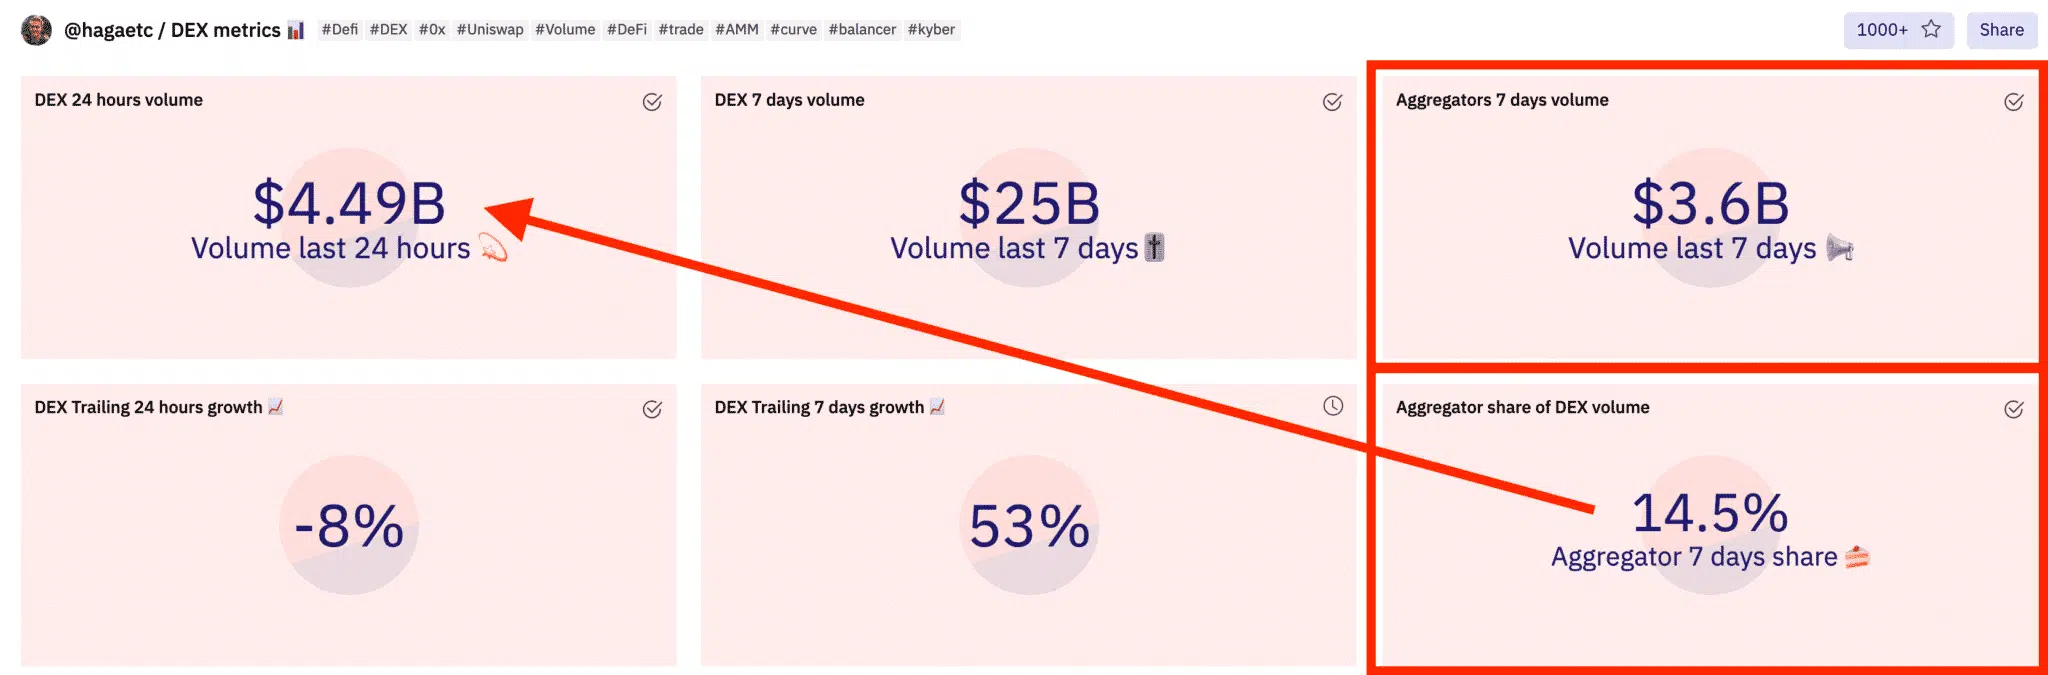 @hagaetc / DEX metrics 📊 #Defi #DEX #0x #Uniswap #Volume #DeFi #trade #AMM #curve #balancer #kyber
1000+ Share
DEX 24 hours volume
$4.49B
Volume last 24 hours 💫
DEX 7 days volume
$25B
Volume last 7 days
Aggregators 7 days volume
$3.6B
Volume last 7 days 📣
DEX Trailing 24 hours growth 📈
-8%
DEX Trailing 7 days growth 📈
53%
Aggregator share of DEX volume
14.5%
Aggregator 7 days share 🍰